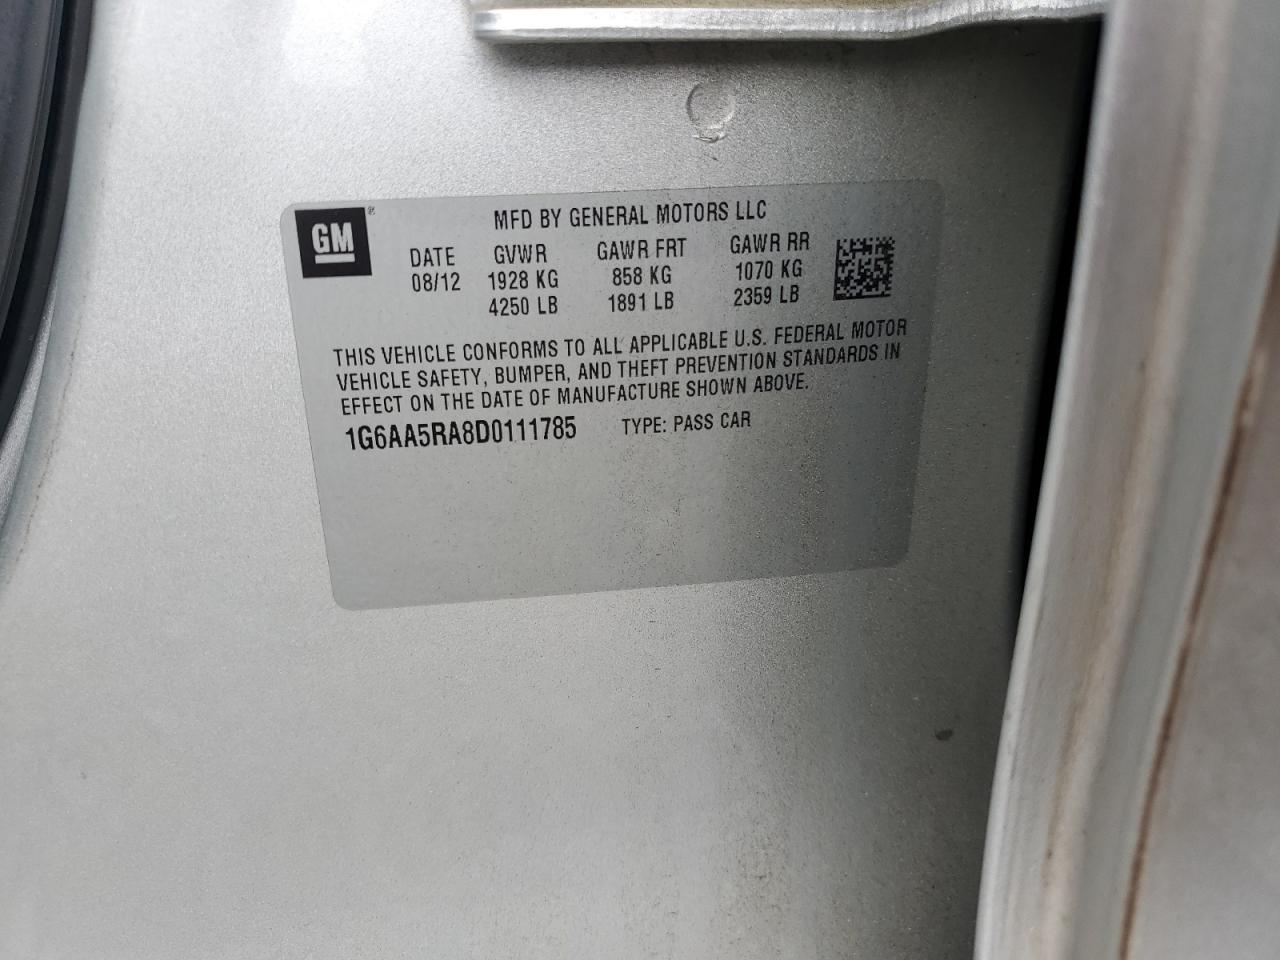 GM
MFD BY GENERAL MOTORS LLC
DATE GVWR GAWR FRT GAWR RR
08/12 1928 KG 858 KG 1070 KG
4250 LB 1891 LB 2359 LB
THIS VEHICLE CONFORMS TO ALL APPLICABLE U.S. FEDERAL MOTOR
VEHICLE SAFETY, BUMPER, AND THEFT PREVENTION STANDARDS IN
EFFECT ON THE DATE OF MANUFACTURE SHOWN ABOVE.
1G6AA5RA8D0111785 TYPE: PASS CAR